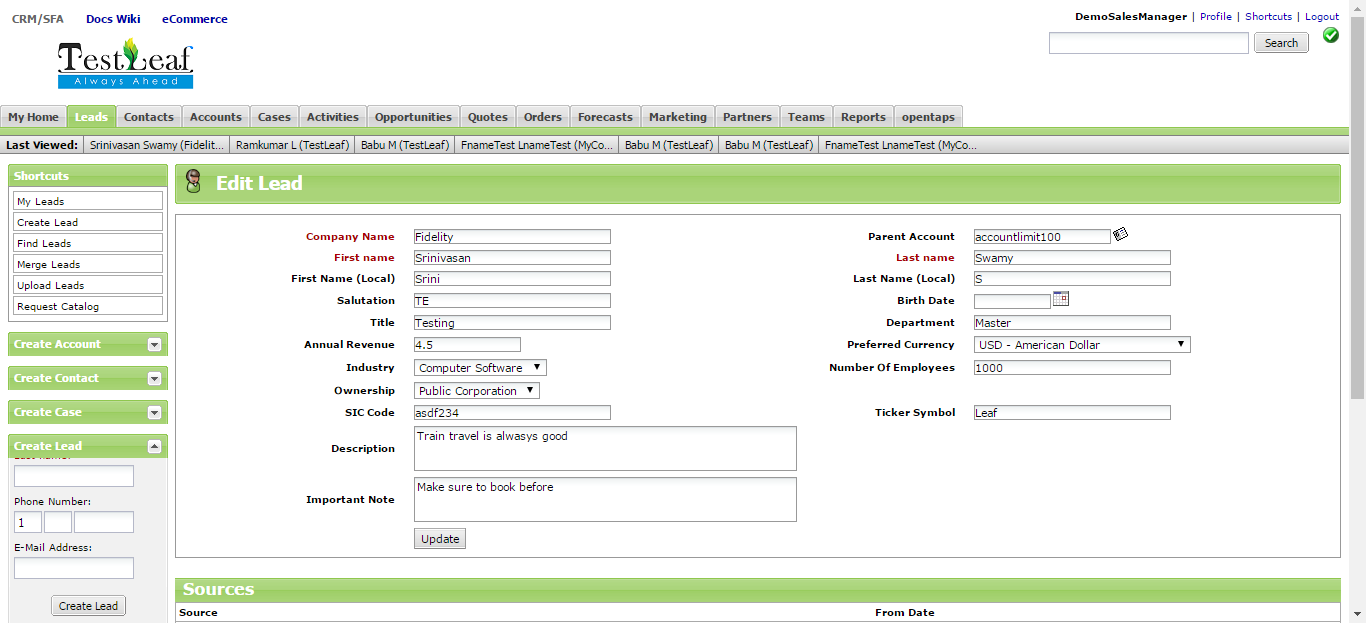 CRM/SFA Docs Wiki eCommerce
DemoSalesManager | Profile | Shortcuts | Logout
TestLeaf
Always Ahead
Search
My Home Leads Contacts Accounts Cases Activities Opportunities Quotes Orders Forecasts Marketing Partners Teams Reports opentaps
Last Viewed: Srinivasan Swamy (Fidelit... Ramkumar L (TestLeaf) Babu M (TestLeaf) FnameTest LnameTest (MyCo... Babu M (TestLeaf) Babu M (TestLeaf) FnameTest LnameTest (MyCo...
Shortcuts
My Leads
Create Lead
Find Leads
Merge Leads
Upload Leads
Request Catalog
Create Account
Create Contact
Create Case
Create Lead
Phone Number:
1
E-Mail Address:
Create Lead
Edit Lead
Company Name Fidelity Parent Account accountlimit100
First name Srinivasan Last name Swamy
First Name (Local) Srini Last Name (Local) S
Salutation TE Birth Date
Title Testing Department Master
Annual Revenue 4.5 Preferred Currency USD - American Dollar
Industry Computer Software Number Of Employees 1000
Ownership Public Corporation
SIC Code asdf234 Ticker Symbol Leaf
Description Train travel is alwasys good
Important Note Make sure to book before
Update
Sources
Source From Date